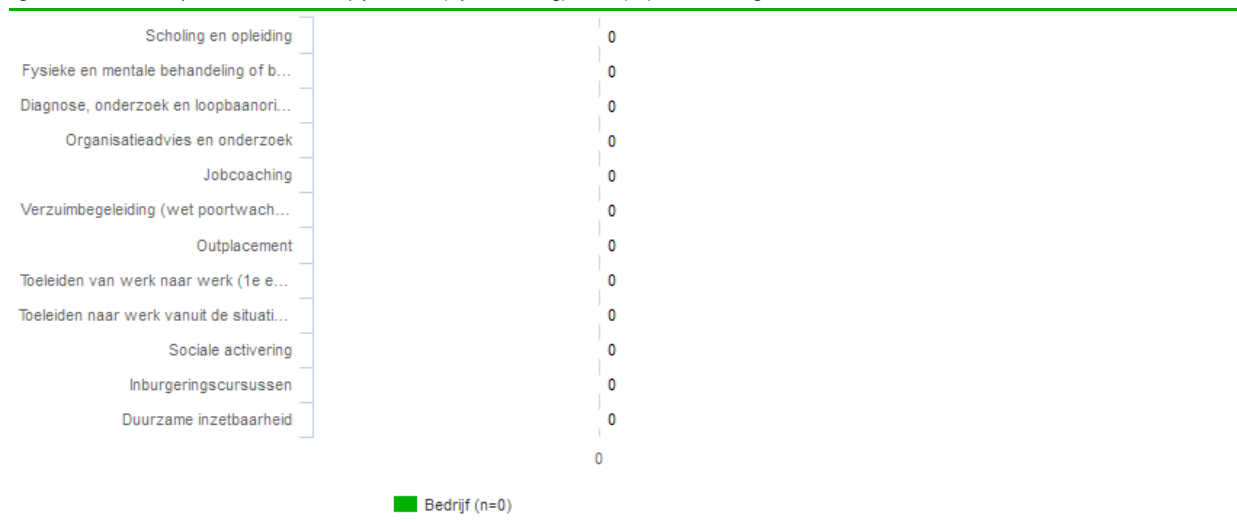 Scholing en opleiding 0
Fysieke en mentale behandeling of b... 0
Diagnose, onderzoek en loopbaanori... 0
Organisatieadvies en onderzoek 0
Jobcoaching 0
Verzuimbegeleiding (wet poortwach... 0
Outplacement 0
Toeleiden van werk naar werk (1e e... 0
Toeleiden naar werk vanuit de situati... 0
Sociale activering 0
Inburgeringscursussen 0
Duurzame inzetbaarheid 0
0
Bedrijf (n=0)